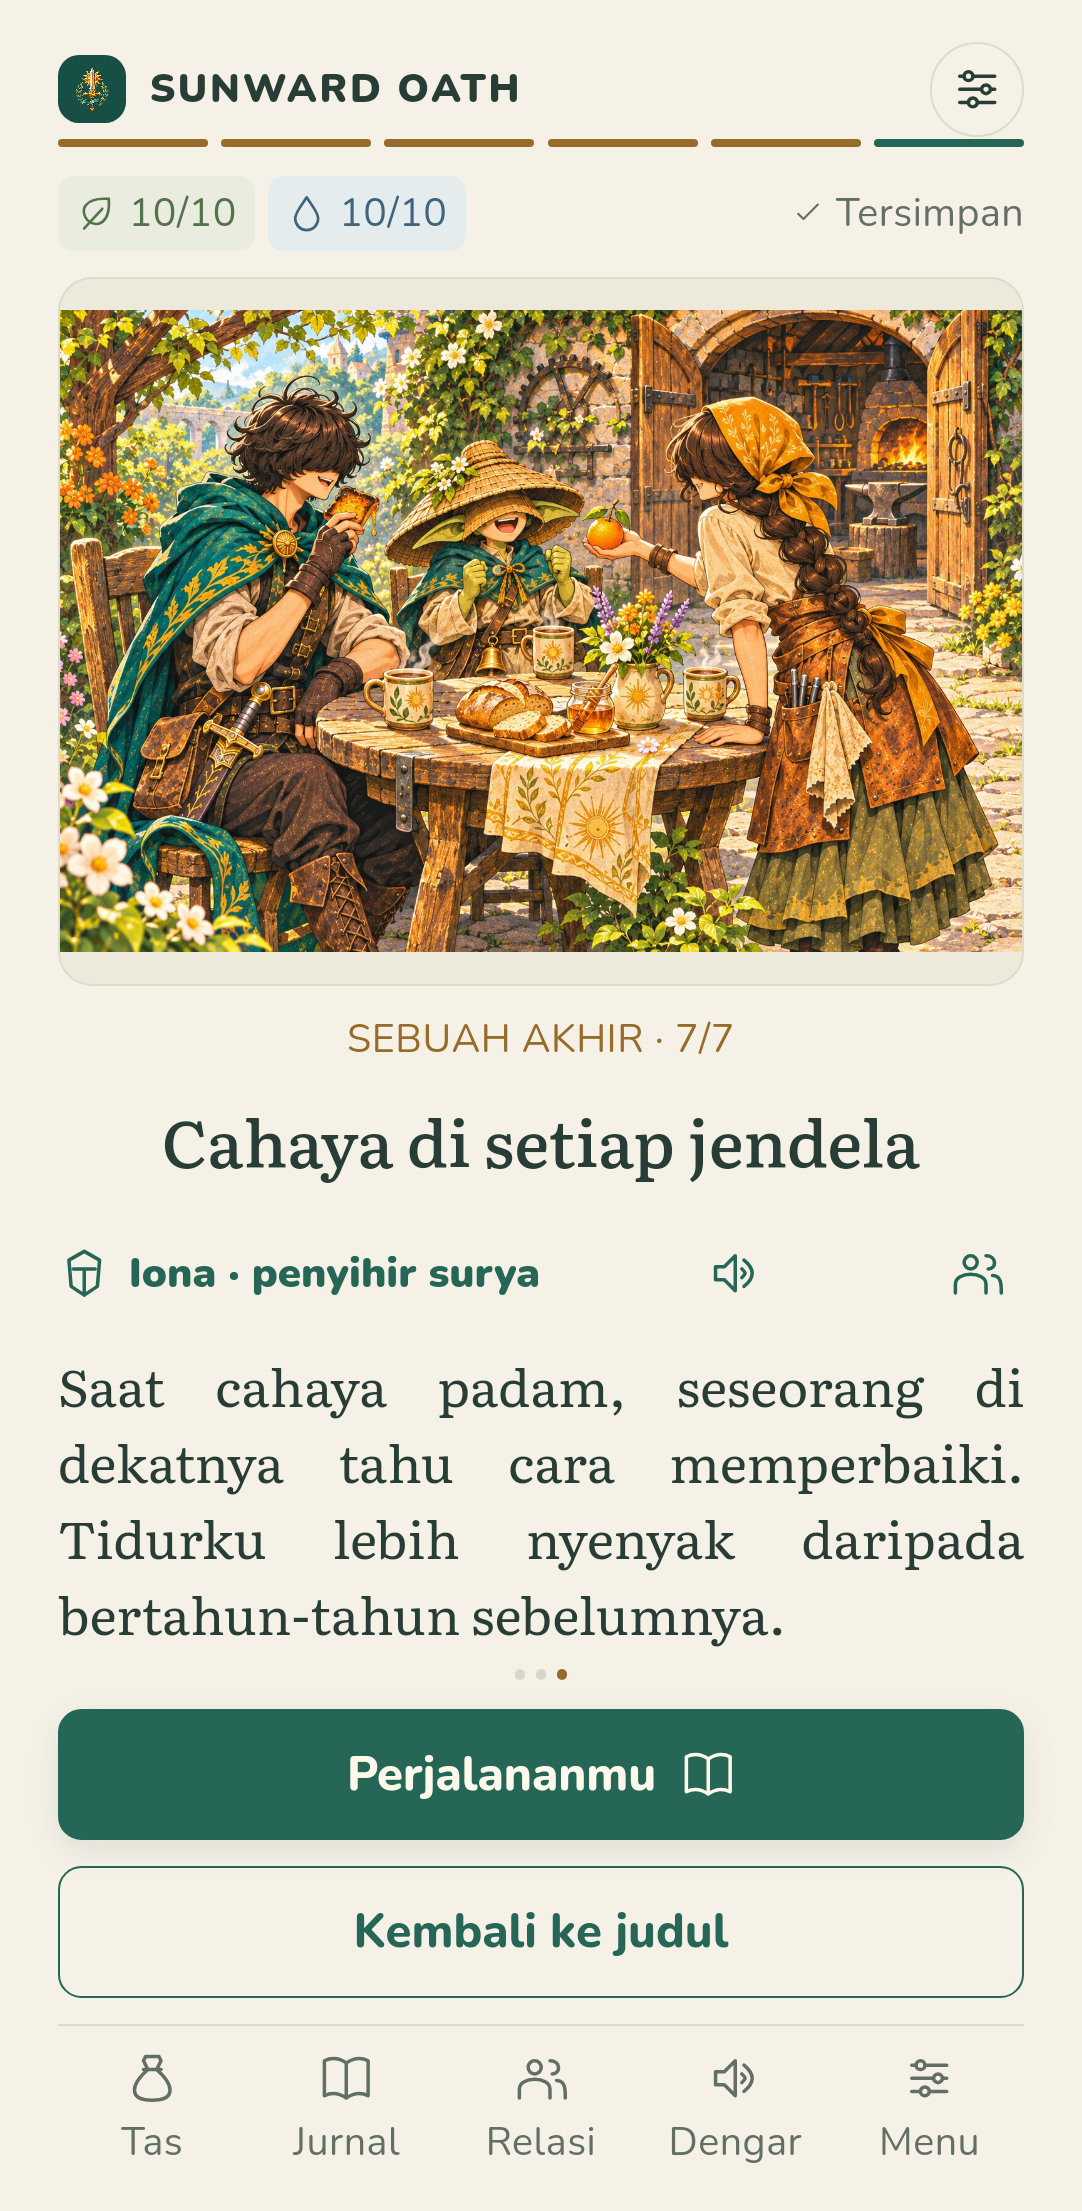 SUNWARD OATH
10/10
10/10
Tersimpan
SEBUAH AKHIR · 7/7
Cahaya di setiap jendela
Iona · penyihir surya
Saat cahaya padam, seseorang di
dekatnya tahu cara memperbaiki.
Tidurku lebih nyenyak daripada
bertahun-tahun sebelumnya.
Perjalananmu
Kembali ke judul
Tas
Jurnal
Relasi
Dengar
Menu